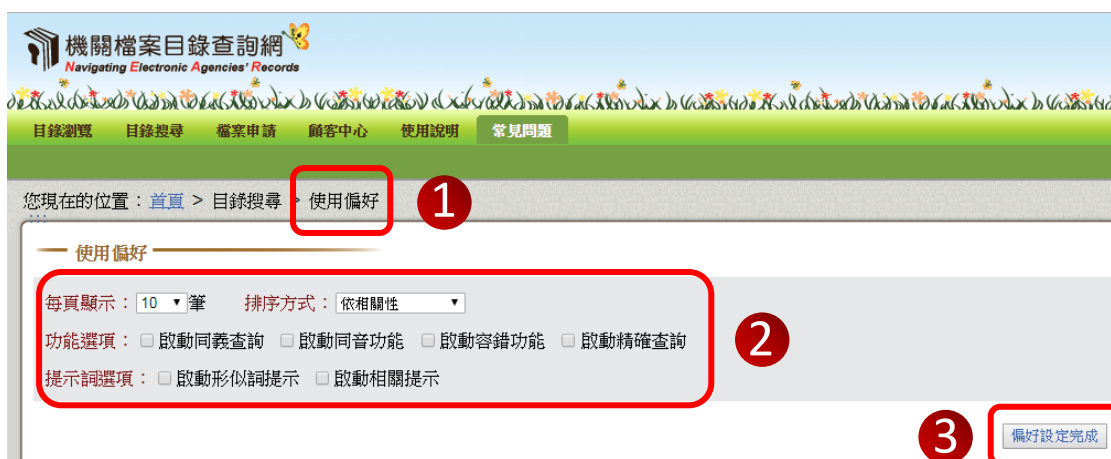 機關檔案目錄查詢網
Navigating Electronic Agencies' Records
目錄瀏覽 目錄搜尋 檔案申請 顧客中心 使用說明 常見問題
您現在的位置：首頁 > 目錄搜尋 > 使用偏好
1
使用偏好
每頁顯示：10 筆 排序方式：依相關性
功能選項：啟動同義查詢 啟動同音功能 啟動容錯功能 啟動精確查詢
2
提示詞選項：啟動形似詞提示 啟動相關提示
3
偏好設定完成